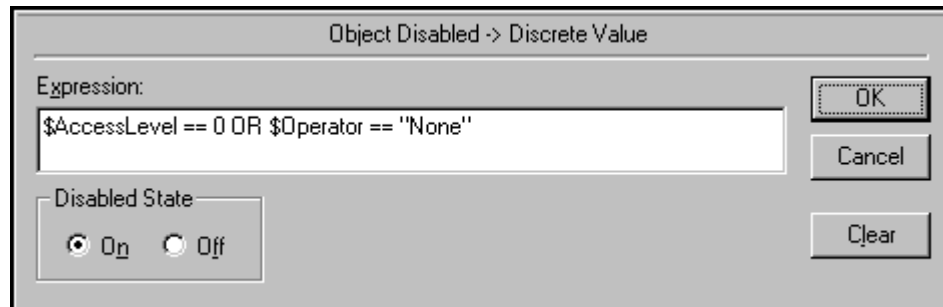 Object Disabled -> Discrete Value
Expression:
OK
$AccessLevel == 0 OR $Operator == "None"
Cancel
Disabled State
On Off
Clear